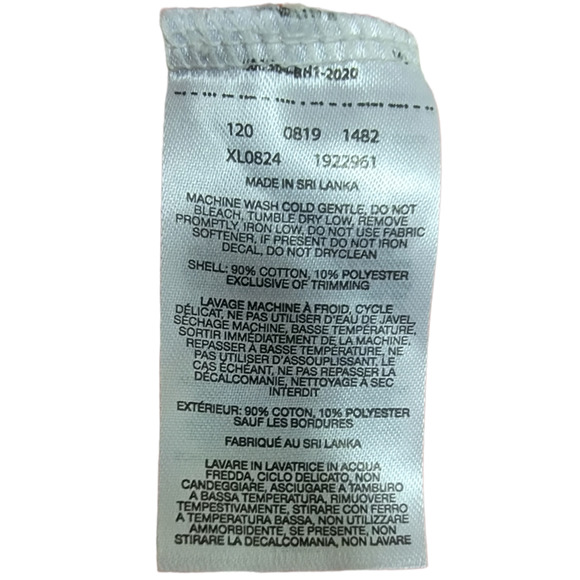 RH1-2020
120 0819 1482
XL0824 1922961
MADE IN SRI LANKA
MACHINE WASH COLD GENTLE, DO NOT
BLEACH, TUMBLE DRY LOW, REMOVE
PROMPTLY, IRON LOW, DO NOT USE FABRIC
SOFTENER, IF PRESENT DO NOT IRON
DECAL, DO NOT DRYCLEAN
SHELL: 90% COTTON, 10% POLYESTER
EXCLUSIVE OF TRIMMING
LAVAGE MACHINE À FROID, CYCLE
DÉLICAT, NE PAS UTILISER D'EAU DE JAVEL,
SÉCHAGE MACHINE, BASSE TEMPÉRATURE,
SORTIR IMMÉDIATEMENT DE LA MACHINE,
REPASSER À BASSE TEMPÉRATURE, NE
PAS UTILISER D'ASSOUPLISSANT. LE
CAS ÉCHÉANT, NE PAS REPASSER LA
DÉCALCOMANIE, NETTOYAGE À SEC
INTERDIT
EXTÉRIEUR: 90% COTON, 10% POLYESTER
SAUF LES BORDURES
FABRIQUÉ AU SRI LANKA
LAVARE IN LAVATRICE IN ACQUA
FREDDA, CICLO DELICATO, NON
CANDEGGIARE, ASCIUGARE A TAMBURO
A BASSA TEMPERATURA, RIMUOVERE
TEMPESTIVAMENTE, STIRARE CON FERRO
A TEMPERATURA BASSA, NON UTILIZZARE
AMMORBIDENTE, SE PRESENTE, NON
STIRARE LA DECALCOMANIA, NON LAVARE